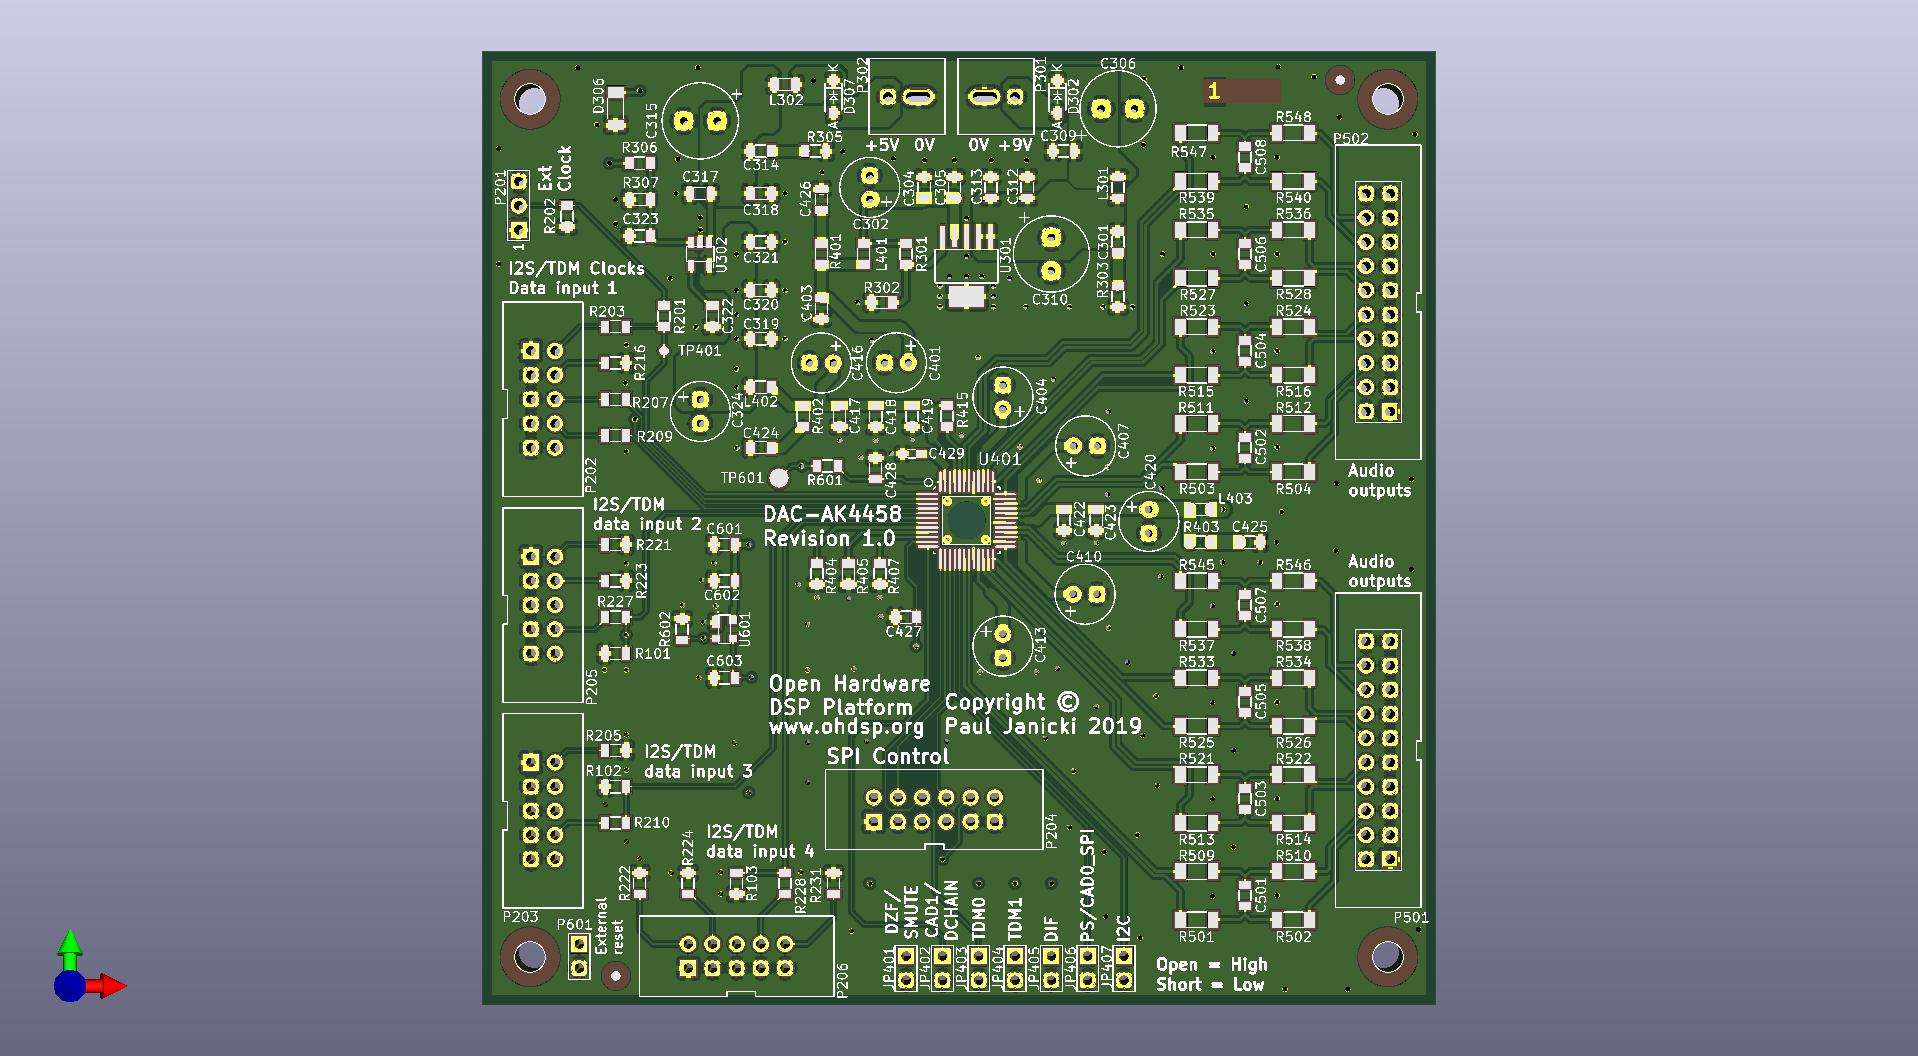 D306
C315
L302
K
D307
A
P302
P301
K
D302
A
C306
1
R548
P502
+5V 0V
0V +9V
R306
R305
C309
R547
C508
C314
P201
Ext
Clock
R307
C317
C426
C304
C305
C313
C312
L301
R539
R540
R202
C323
C318
C302
R535
R536
1
U302
C321
R401
L401
R301
U301
C301
C506
I2S/TDM Clocks
Data input 1
C320
C403
R302
C310
R303
R527
R528
R203
R201
C322
C319
R523
R524
R216
TP401
C416
C401
C504
R207
C324
L402
C404
R515
R516
R402
C417
C418
C419
R415
R511
R512
R209
C424
C429
U401
C407
C502
P202
TP601
R601
C428
C420
R503
R504
Audio
outputs
I2S/TDM
data input 2
DAC-AK4458
Revision 1.0
C422
C423
L403
R403
C425
R221
C601
R223
C602
R404
R405
R407
C410
R545
R546
Audio
outputs
R227
R602
U601
C427
C413
C507
R101
C603
R537
R538
P205
R533
R534
Open Hardware
DSP Platform
www.ohdsp.org
Copyright ©
Paul Janicki 2019
C505
R205
I2S/TDM
data input 3
SPI Control
R525
R526
R102
R521
R522
R210
C503
P204
R513
R514
I2S/TDM
data input 4
R222
R224
R103
R228
R231
R509
R510
C501
P203
P601
External
reset
P206
DZF/
SMUTE
CAD1/
DCHAIN
TDM0
TDM1
DIF
PS/CAD0_SPI
I2C
R501
R502
P501
JP401
JP402
JP403
JP404
JP405
JP406
JP407
Open = High
Short = Low